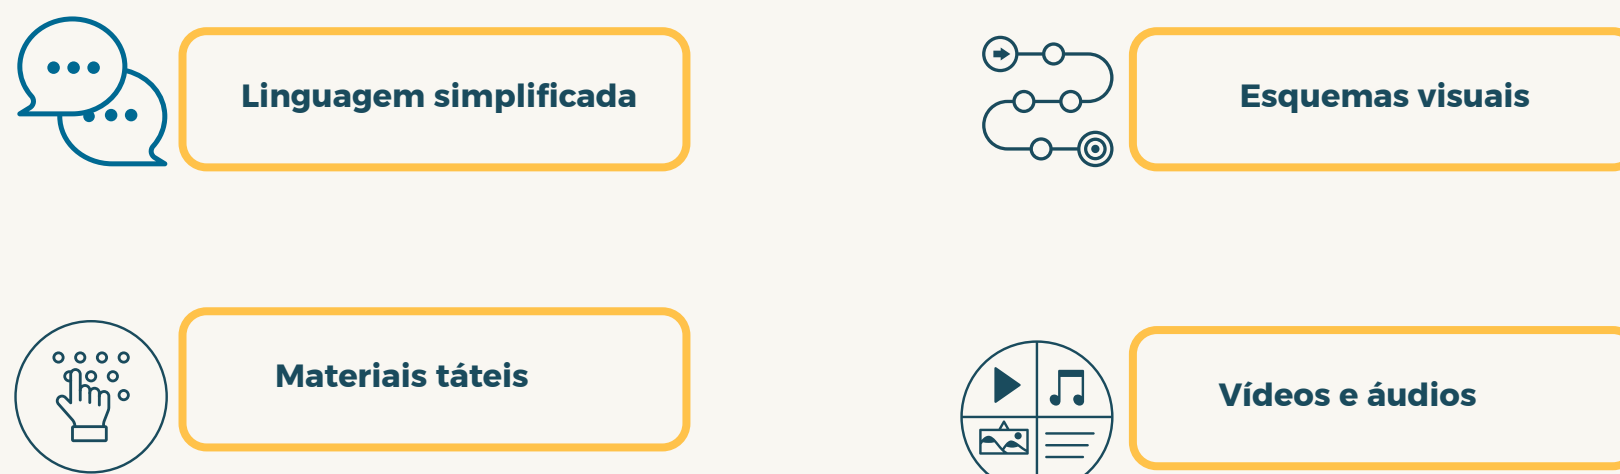 Linguagem simplificada
Esquemas visuais
Materiais táteis
Vídeos e áudios